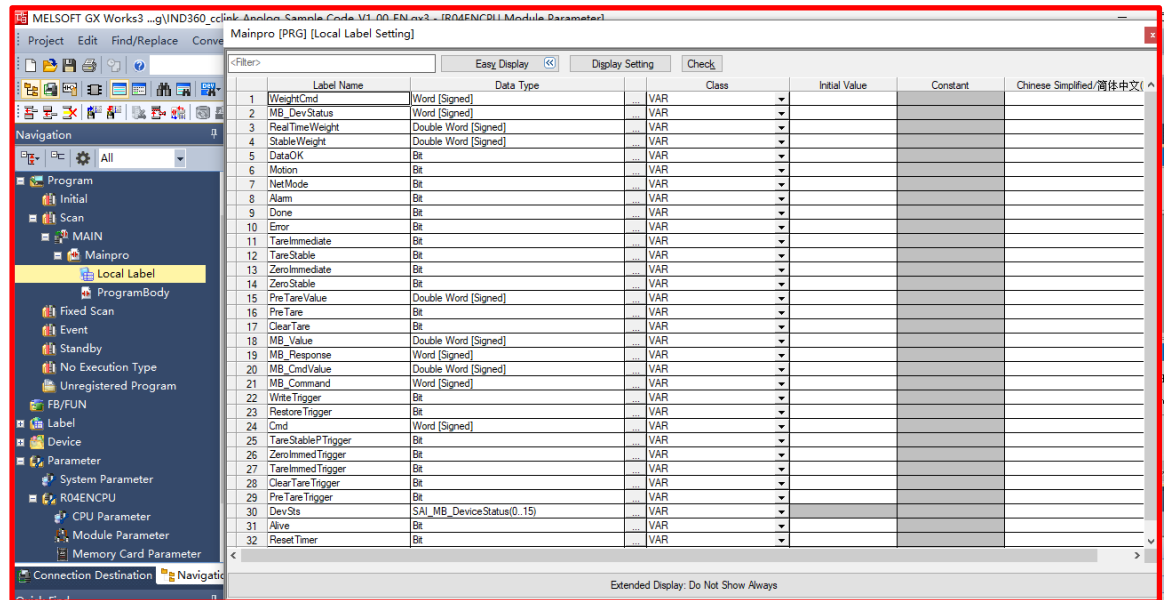 MELSOFT GX Works3 ...g\IND360_cclink Anolog Sample Code V1.00 EN.gx3 - [R04ENCPU Module Parameter]
Project Edit Find/Replace Conve
Mainpro [PRG] [Local Label Setting]
<Filter> Easy Display Display Setting Check
Label Name Data Type Class Initial Value Constant Chinese Simplified/简体中文(
1 WeightCmd Word [Signed] ... VAR
2 MB_DevStatus Word [Signed] ... VAR
3 RealTimeWeight Double Word [Signed] ... VAR
4 StableWeight Double Word [Signed] ... VAR
5 DataOK Bit ... VAR
6 Motion Bit ... VAR
7 NetMode Bit ... VAR
8 Alarm Bit ... VAR
9 Done Bit ... VAR
10 Error Bit ... VAR
11 TareImmediate Bit ... VAR
12 TareStable Bit ... VAR
13 ZeroImmediate Bit ... VAR
14 ZeroStable Bit ... VAR
15 PreTareValue Double Word [Signed] ... VAR
16 PreTare Bit ... VAR
17 ClearTare Bit ... VAR
18 MB_Value Double Word [Signed] ... VAR
19 MB_Response Word [Signed] ... VAR
20 MB_CmdValue Double Word [Signed] ... VAR
21 MB_Command Word [Signed] ... VAR
22 WriteTrigger Bit ... VAR
23 RestoreTrigger Bit ... VAR
24 Cmd Word [Signed] ... VAR
25 TareStablePTrigger Bit ... VAR
26 ZeroImmedTrigger Bit ... VAR
27 TareImmedTrigger Bit ... VAR
28 ClearTareTrigger Bit ... VAR
29 PreTareTrigger Bit ... VAR
30 DevSts SAI_MB_DeviceStatus(0..15) ... VAR
31 Alive Bit ... VAR
32 ResetTimer Bit ... VAR
Extended Display: Do Not Show Always
Navigation
All
Program
Initial
Scan
MAIN
Mainpro
Local Label
ProgramBody
Fixed Scan
Event
Standby
No Execution Type
Unregistered Program
FB/FUN
Label
Device
Parameter
System Parameter
R04ENCPU
CPU Parameter
Module Parameter
Memory Card Parameter
Connection Destination Navigatio